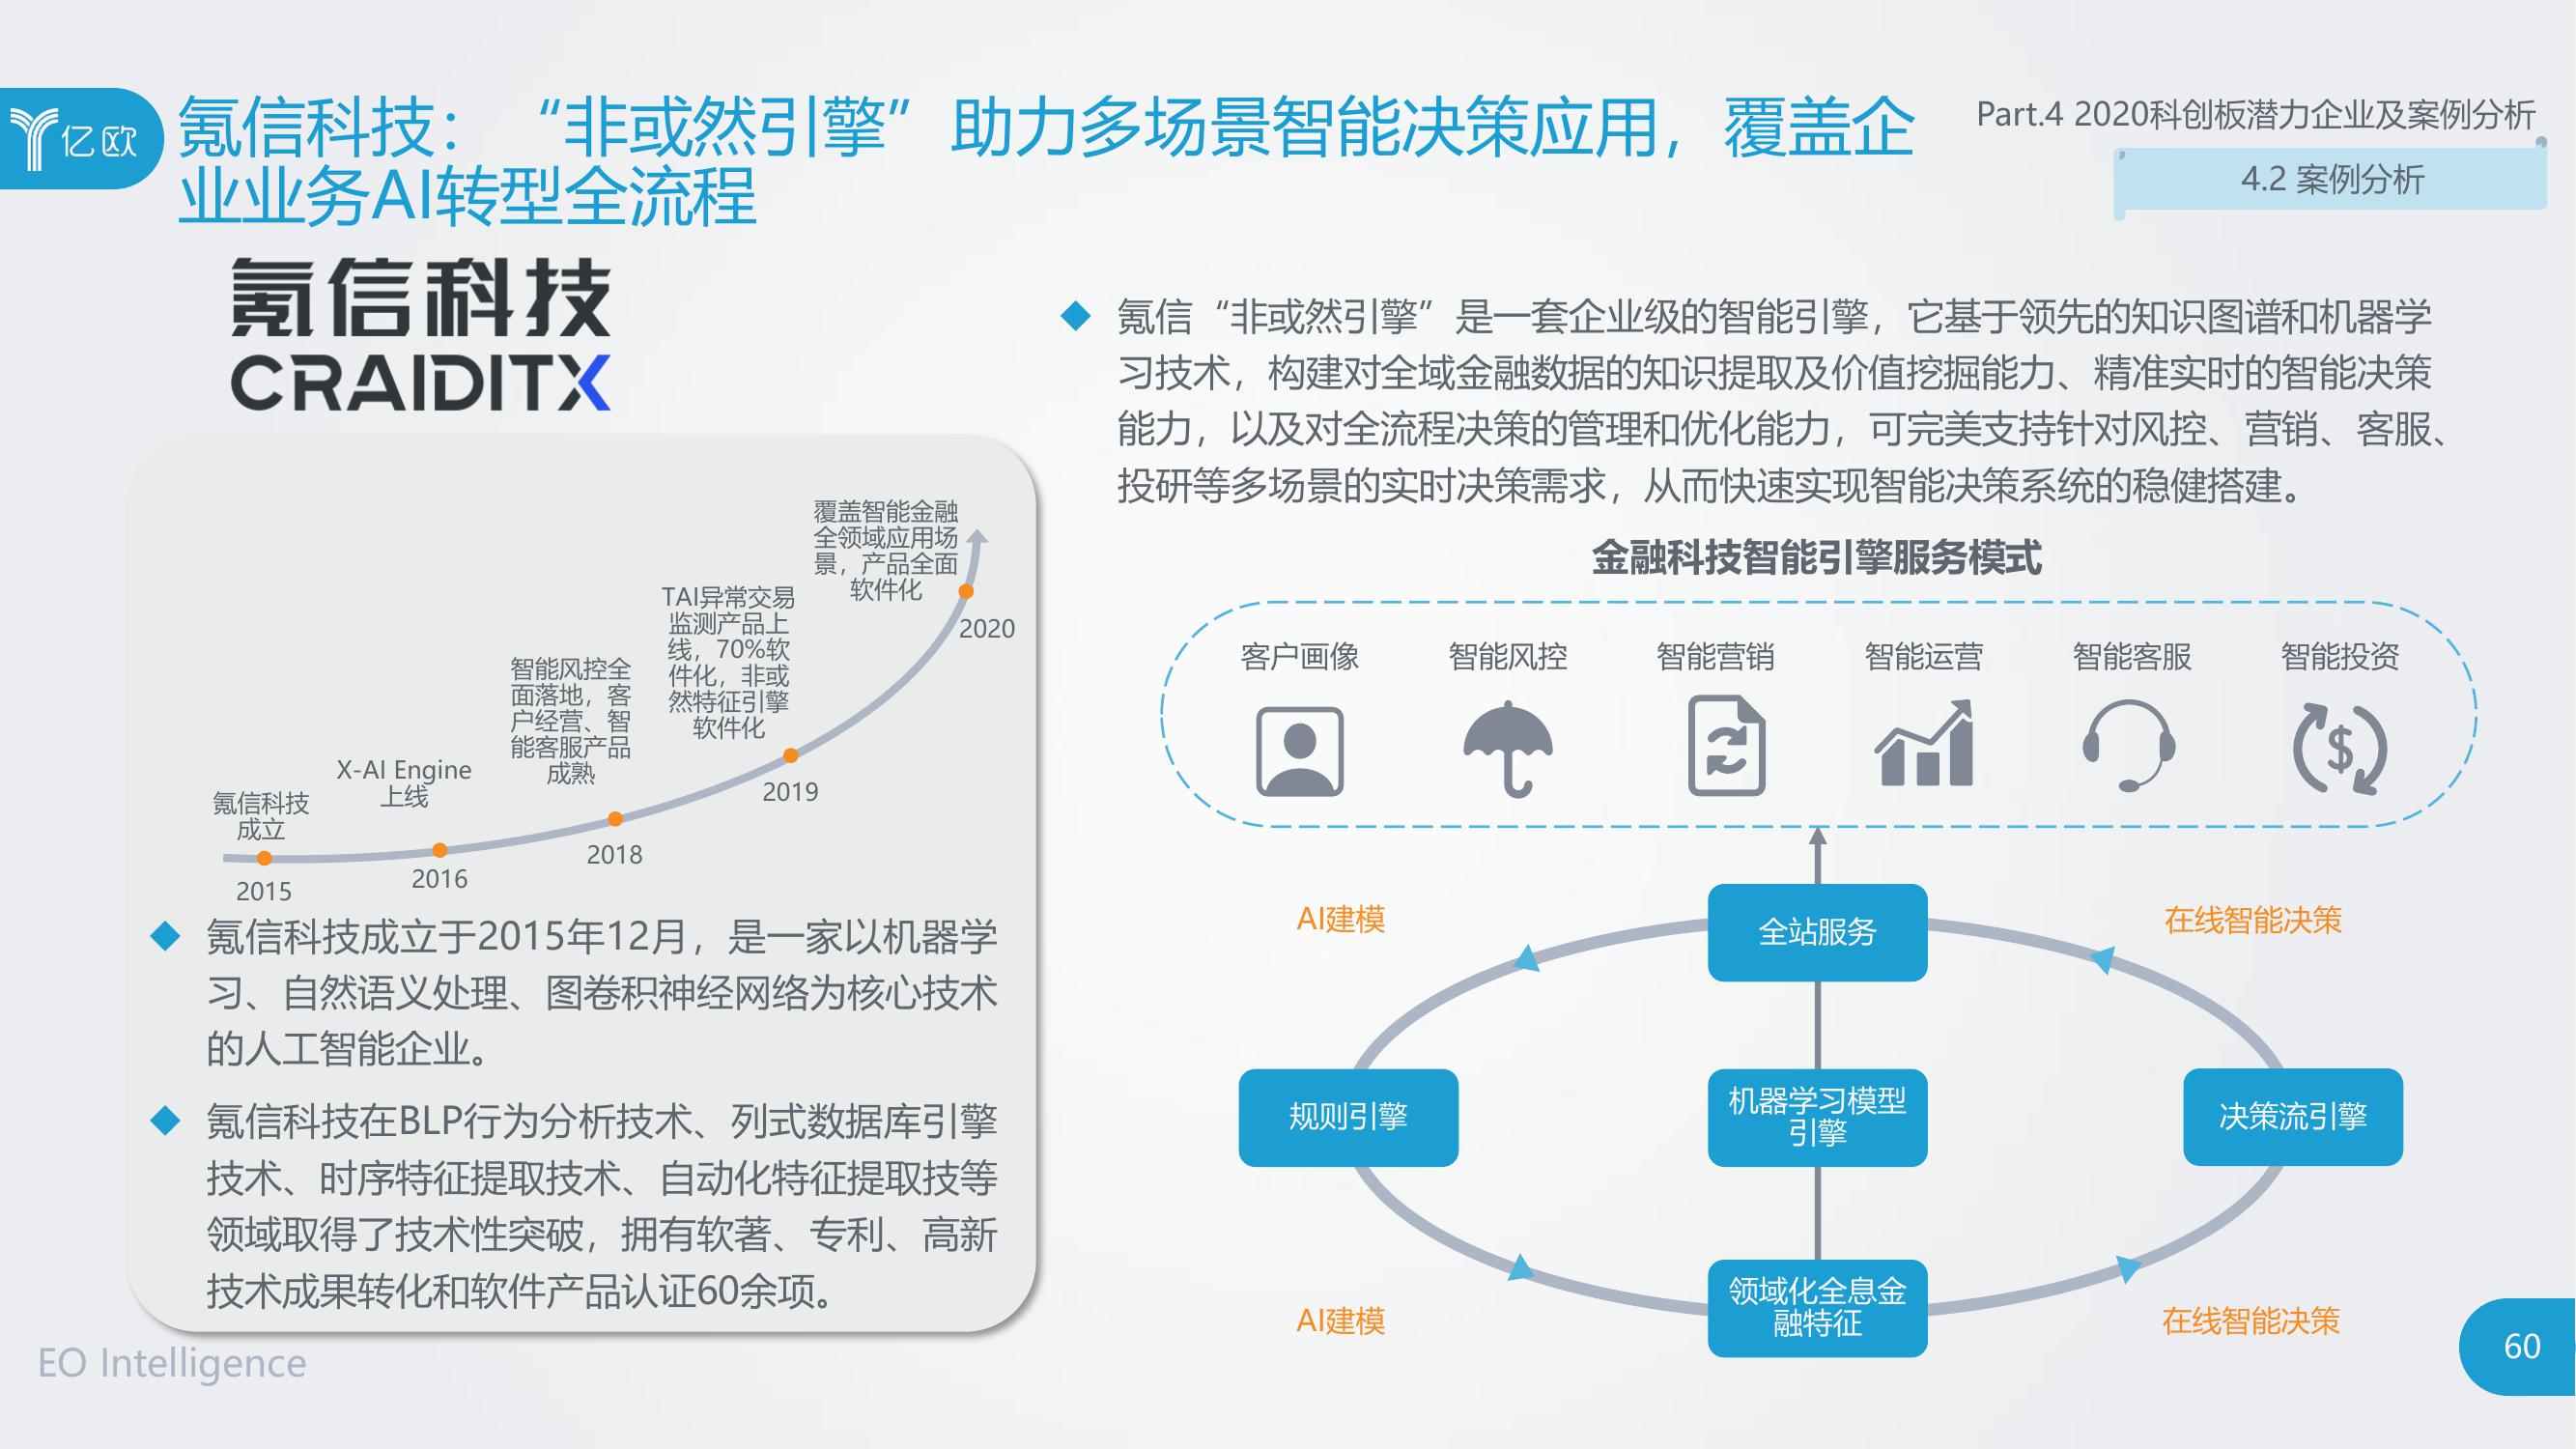 亿欧
氪信科技：“非或然引擎”助力多场景智能决策应用，覆盖企
业业务AI转型全流程
Part.4 2020科创板潜力企业及案例分析
4.2 案例分析
氪信科技
CRAIDITX
覆盖智能金融
全领域应用场
景，产品全面
软件化
2020
TAI异常交易
监测产品上
线，70%软
件化，非或
然特征引擎
软件化
2019
智能风控全
面落地，客
户经营、智
能客服产品
成熟
2018
X-AI Engine
上线
2016
氪信科技
成立
2015
氪信科技成立于2015年12月，是一家以机器学
习、自然语义处理、图卷积神经网络为核心技术
的人工智能企业。
氪信科技在BLP行为分析技术、列式数据库引擎
技术、时序特征提取技术、自动化特征提取技等
领域取得了技术性突破，拥有软著、专利、高新
技术成果转化和软件产品认证60余项。
氪信“非或然引擎”是一套企业级的智能引擎，它基于领先的知识图谱和机器学
习技术，构建对全域金融数据的知识提取及价值挖掘能力、精准实时的智能决策
能力，以及对全流程决策的管理和优化能力，可完美支持针对风控、营销、客服、
投研等多场景的实时决策需求，从而快速实现智能决策系统的稳健搭建。
金融科技智能引擎服务模式
客户画像 智能风控 智能营销 智能运营 智能客服 智能投资
AI建模
全站服务
在线智能决策
规则引擎
机器学习模型
引擎
决策流引擎
AI建模
领域化全息金
融特征
在线智能决策
EO Intelligence
60